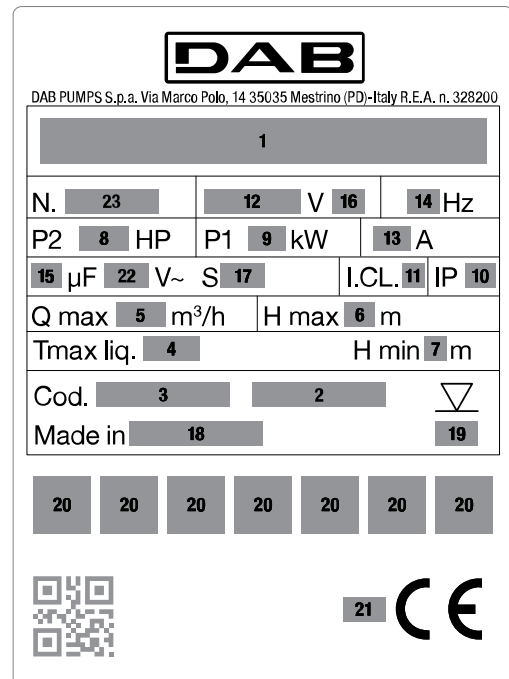 DAB
DAB PUMPS S.p.a. Via Marco Polo, 14 35035 Mestrino (PD)-Italy R.E.A. n. 328200
1
N. 23 12 V 16 14 Hz
P2 8 HP P1 9 kW 13 A
15 µF 22 V~ S 17 I.CL. 11 IP 10
Q max 5 m³/h H max 6 m
Tmax liq. 4 H min 7 m
Cod. 3 2
Made in 18 19
20 20 20 20 20 20 20
21 CE